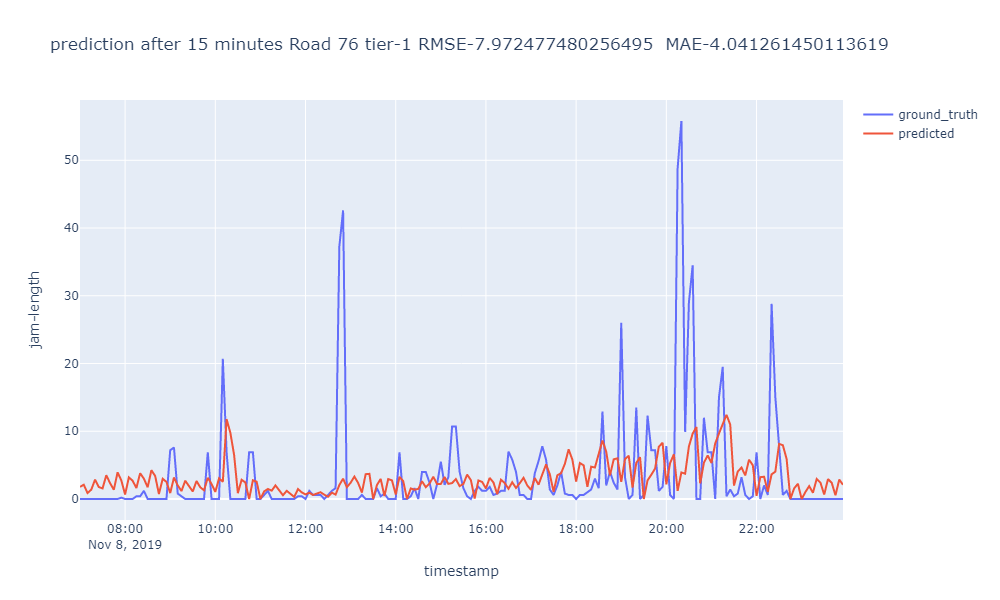 prediction after 15 minutes Road 76 tier-1 RMSE-7.972477480256495  MAE-4.041261450113619
ground_truth
predicted
50
40
30
20
10
0
jam-length
08:00 10:00 12:00 14:00 16:00 18:00 20:00 22:00
Nov 8, 2019
timestamp